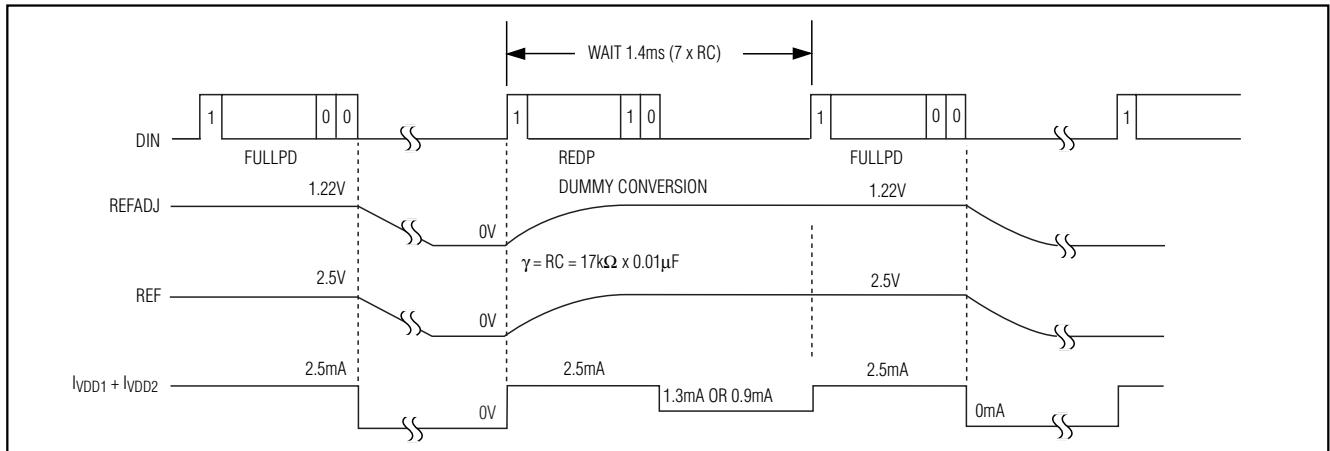 WAIT 1.4ms (7 x RC)
DIN
1 0 0 1 1 0 1 0 0 1
FULLPD REDP FULLPD
DUMMY CONVERSION
REFADJ 1.22V 0V 1.22V
γ = RC = 17kΩ x 0.01μF
REF 2.5V 0V 2.5V
IVDD1 + IVDD2 2.5mA 0V 2.5mA 1.3mA OR 0.9mA 2.5mA 0mA